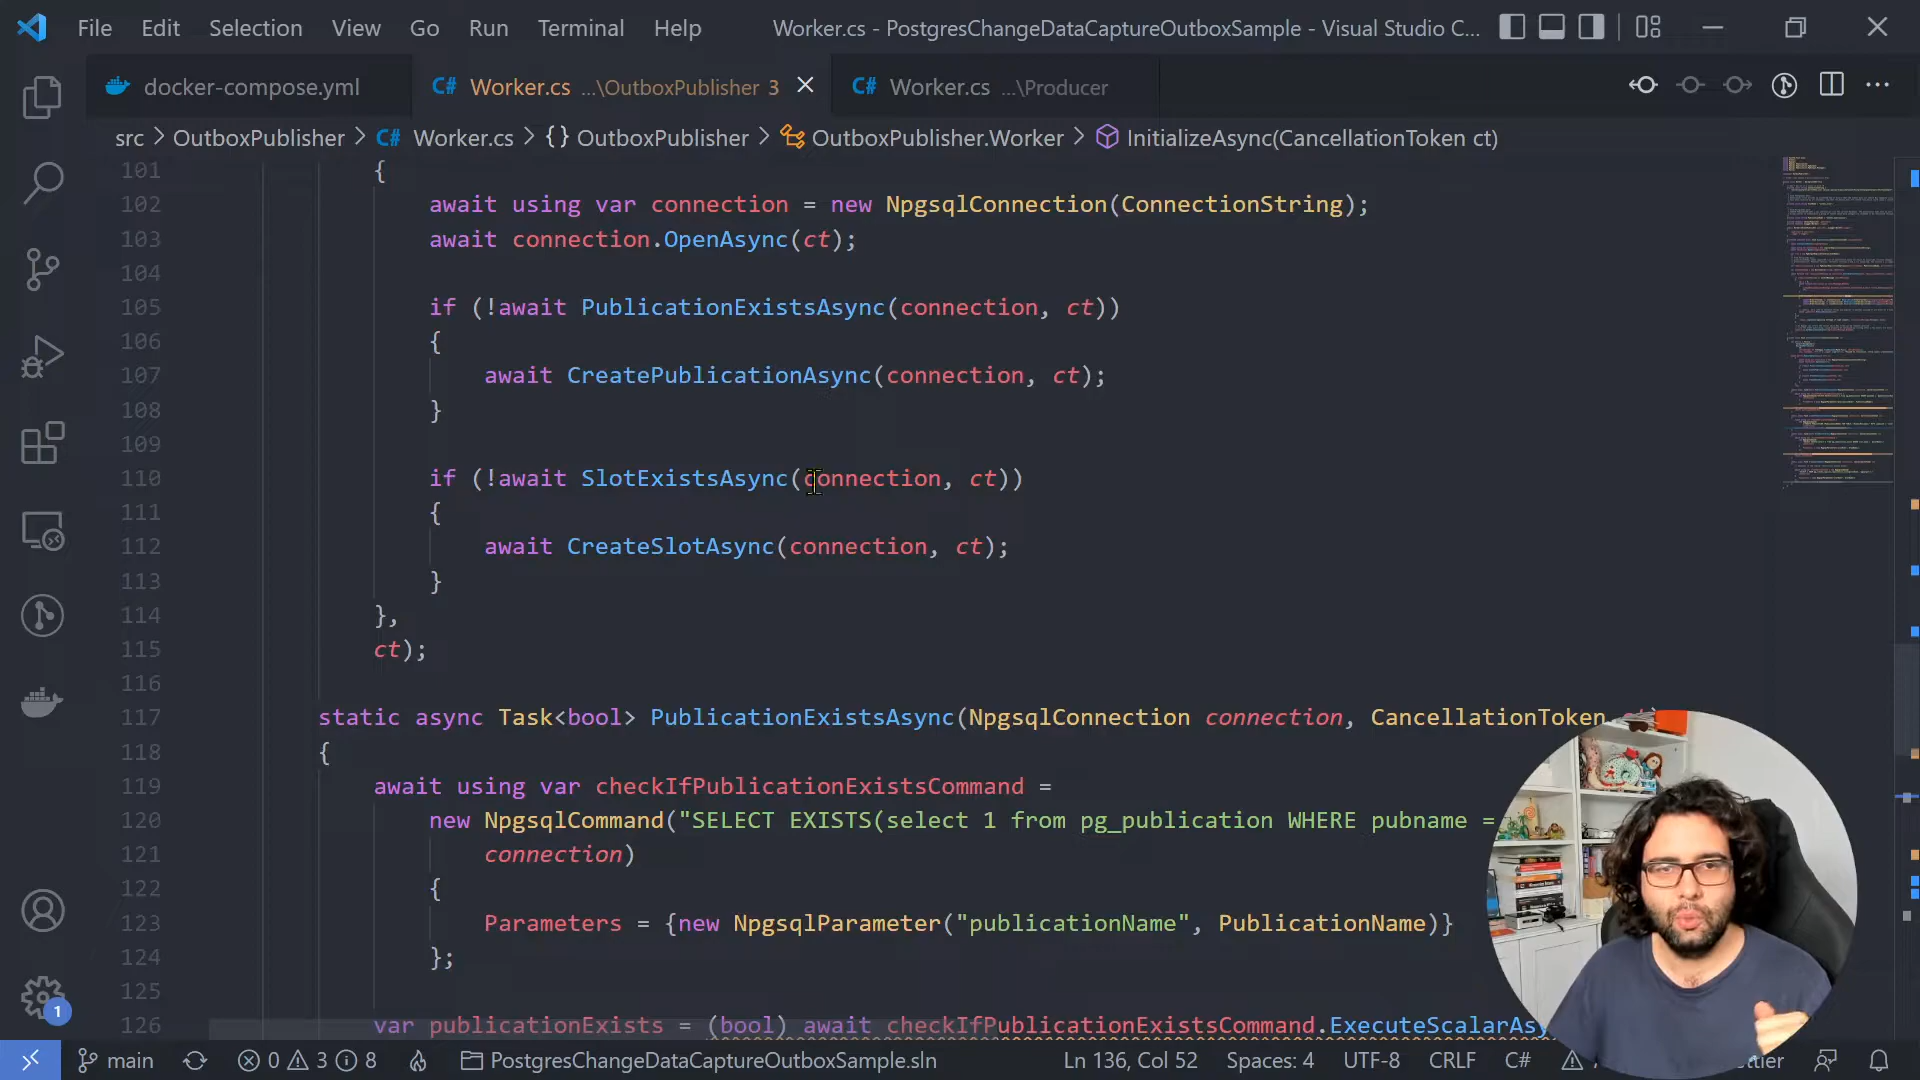 File Edit Selection View Go Run Terminal Help Worker.cs - PostgresChangeDataCaptureOutboxSample - Visual Studio C...
docker-compose.yml C# Worker.cs ...\OutboxPublisher 3 C# Worker.cs ...\Producer
src > OutboxPublisher > C# Worker.cs > {} OutboxPublisher > OutboxPublisher.Worker > InitializeAsync(CancellationToken ct)
101 {
102 await using var connection = new NpgsqlConnection(ConnectionString);
103 await connection.OpenAsync(ct);
104
105 if (!await PublicationExistsAsync(connection, ct))
106 {
107 await CreatePublicationAsync(connection, ct);
108 }
109
110 if (!await SlotExistsAsync(connection, ct))
111 {
112 await CreateSlotAsync(connection, ct);
113 }
114 },
115 ct);
116
117 static async Task<bool> PublicationExistsAsync(NpgsqlConnection connection, CancellationToken
118 {
119 await using var checkIfPublicationExistsCommand =
120 new NpgsqlCommand("SELECT EXISTS(select 1 from pg_publication WHERE pubname =
121 connection)
122 {
123 Parameters = {new NpgsqlParameter("publicationName", PublicationName)}
124 };
125
126 var publicationExists = (bool) await checkIfPublicationExistsCommand.ExecuteScalarAsy
1
main 0 3 8 PostgresChangeDataCaptureOutboxSample.sln Ln 136, Col 52 Spaces: 4 UTF-8 CRLF C# ttier